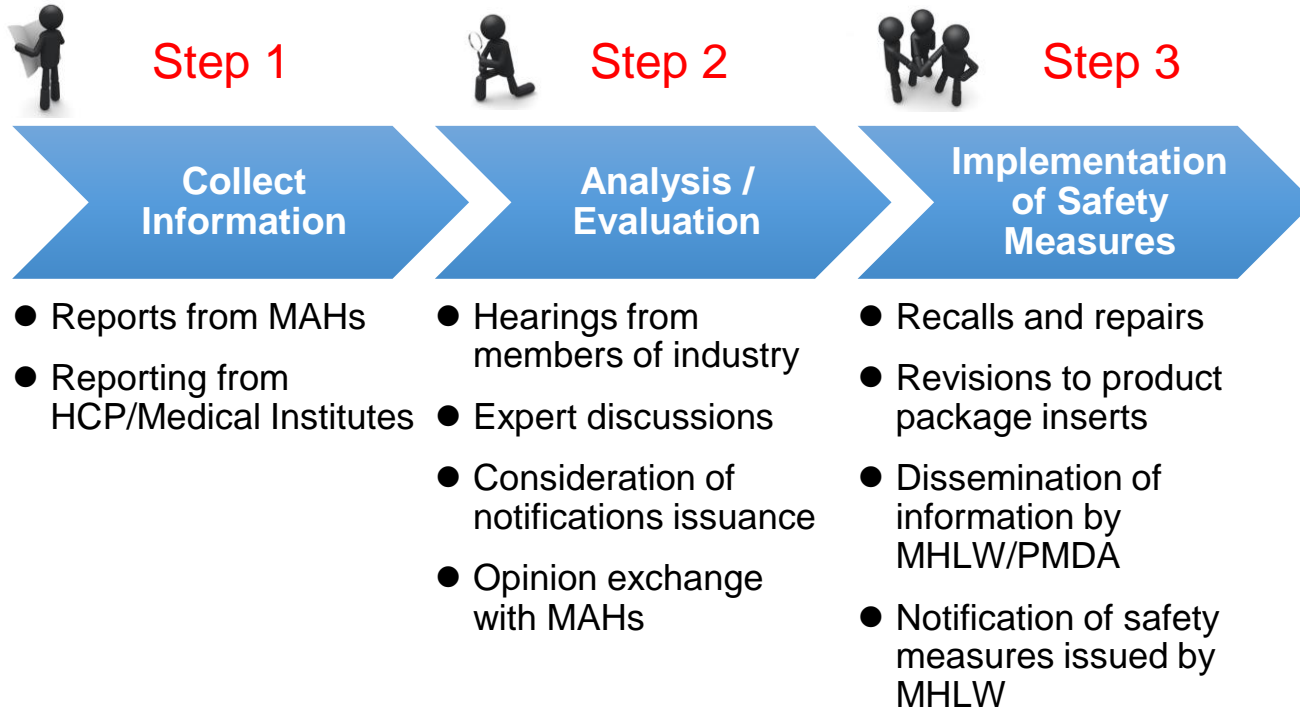 Step 1
Collect
Information
● Reports from MAHs
● Reporting from
HCP/Medical Institutes
Step 2
Analysis /
Evaluation
● Hearings from
members of industry
● Expert discussions
● Consideration of
notifications issuance
● Opinion exchange
with MAHs
Step 3
Implementation
of Safety
Measures
● Recalls and repairs
● Revisions to product
package inserts
● Dissemination of
information by
MHLW/PMDA
● Notification of safety
measures issued by
MHLW